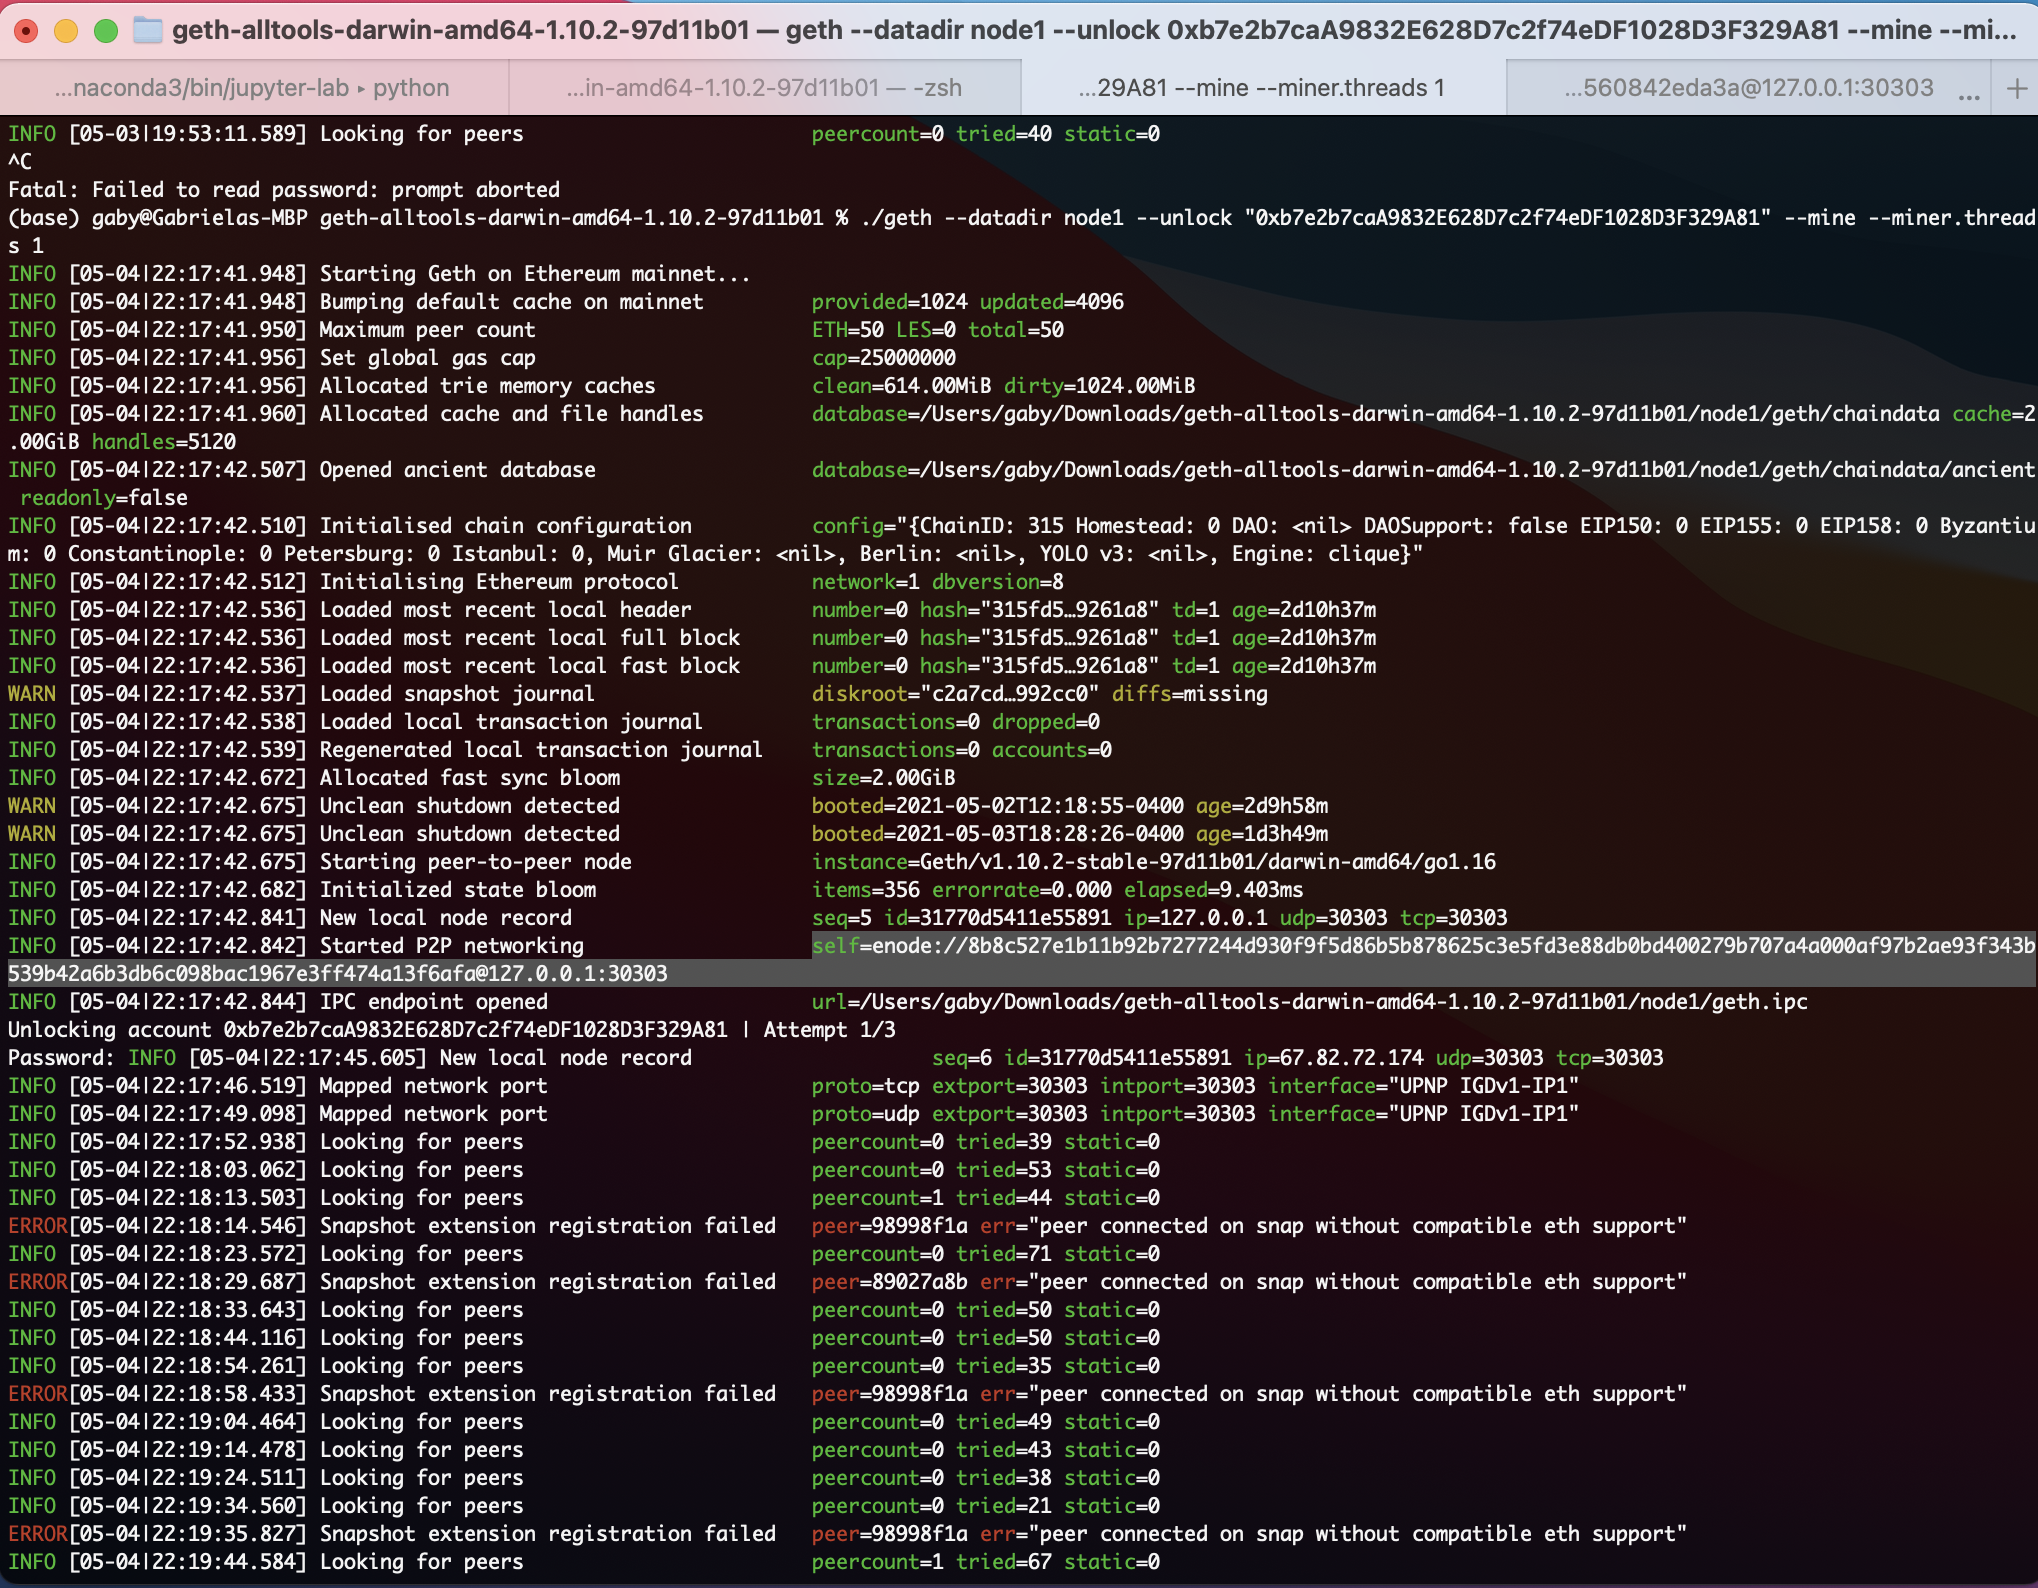 geth-alltools-darwin-amd64-1.10.2-97d11b01 — geth --datadir node1 --unlock 0xb7e2b7caA9832E628D7c2f74eDF1028D3F329A81 --mine --mi...
...naconda3/bin/jupyter-lab ▸ python
...in-amd64-1.10.2-97d11b01 — -zsh
...29A81 --mine --miner.threads 1
...560842eda3a@127.0.0.1:30303 ...
INFO [05-03|19:53:11.589] Looking for peers peercount=0 tried=40 static=0
^C
Fatal: Failed to read password: prompt aborted
(base) gaby@Gabrielas-MBP geth-alltools-darwin-amd64-1.10.2-97d11b01 % ./geth --datadir node1 --unlock "0xb7e2b7caA9832E628D7c2f74eDF1028D3F329A81" --mine --miner.thread
s 1
INFO [05-04|22:17:41.948] Starting Geth on Ethereum mainnet...
INFO [05-04|22:17:41.948] Bumping default cache on mainnet provided=1024 updated=4096
INFO [05-04|22:17:41.950] Maximum peer count ETH=50 LES=0 total=50
INFO [05-04|22:17:41.956] Set global gas cap cap=25000000
INFO [05-04|22:17:41.956] Allocated trie memory caches clean=614.00MiB dirty=1024.00MiB
INFO [05-04|22:17:41.960] Allocated cache and file handles database=/Users/gaby/Downloads/geth-alltools-darwin-amd64-1.10.2-97d11b01/node1/geth/chaindata cache=2
.00GiB handles=5120
INFO [05-04|22:17:42.507] Opened ancient database database=/Users/gaby/Downloads/geth-alltools-darwin-amd64-1.10.2-97d11b01/node1/geth/chaindata/ancient
readonly=false
INFO [05-04|22:17:42.510] Initialised chain configuration config="{ChainID: 315 Homestead: 0 DAO: <nil> DAOSupport: false EIP150: 0 EIP155: 0 EIP158: 0 Byzantiu
m: 0 Constantinople: 0 Petersburg: 0 Istanbul: 0, Muir Glacier: <nil>, Berlin: <nil>, YOLO v3: <nil>, Engine: clique}"
INFO [05-04|22:17:42.512] Initialising Ethereum protocol network=1 dbversion=8
INFO [05-04|22:17:42.536] Loaded most recent local header number=0 hash="315fd5…9261a8" td=1 age=2d10h37m
INFO [05-04|22:17:42.536] Loaded most recent local full block number=0 hash="315fd5…9261a8" td=1 age=2d10h37m
INFO [05-04|22:17:42.536] Loaded most recent local fast block number=0 hash="315fd5…9261a8" td=1 age=2d10h37m
WARN [05-04|22:17:42.537] Loaded snapshot journal diskroot="c2a7cd…992cc0" diffs=missing
INFO [05-04|22:17:42.538] Loaded local transaction journal transactions=0 dropped=0
INFO [05-04|22:17:42.539] Regenerated local transaction journal transactions=0 accounts=0
INFO [05-04|22:17:42.672] Allocated fast sync bloom size=2.00GiB
WARN [05-04|22:17:42.675] Unclean shutdown detected booted=2021-05-02T12:18:55-0400 age=2d9h58m
WARN [05-04|22:17:42.675] Unclean shutdown detected booted=2021-05-03T18:28:26-0400 age=1d3h49m
INFO [05-04|22:17:42.675] Starting peer-to-peer node instance=Geth/v1.10.2-stable-97d11b01/darwin-amd64/go1.16
INFO [05-04|22:17:42.682] Initialized state bloom items=356 errorrate=0.000 elapsed=9.403ms
INFO [05-04|22:17:42.841] New local node record seq=5 id=31770d5411e55891 ip=127.0.0.1 udp=30303 tcp=30303
INFO [05-04|22:17:42.842] Started P2P networking self=enode://8b8c527e1b11b92b7277244d930f9f5d86b5b878625c3e5fd3e88db0bd400279b707a4a000af97b2ae93f343b
539b42a6b3db6c098bac1967e3ff474a13f6afa@127.0.0.1:30303
INFO [05-04|22:17:42.844] IPC endpoint opened url=/Users/gaby/Downloads/geth-alltools-darwin-amd64-1.10.2-97d11b01/node1/geth.ipc
Unlocking account 0xb7e2b7caA9832E628D7c2f74eDF1028D3F329A81 | Attempt 1/3
Password: INFO [05-04|22:17:45.605] New local node record seq=6 id=31770d5411e55891 ip=67.82.72.174 udp=30303 tcp=30303
INFO [05-04|22:17:46.519] Mapped network port proto=tcp extport=30303 intport=30303 interface="UPNP IGDv1-IP1"
INFO [05-04|22:17:49.098] Mapped network port proto=udp extport=30303 intport=30303 interface="UPNP IGDv1-IP1"
INFO [05-04|22:17:52.938] Looking for peers peercount=0 tried=39 static=0
INFO [05-04|22:18:03.062] Looking for peers peercount=0 tried=53 static=0
INFO [05-04|22:18:13.503] Looking for peers peercount=1 tried=44 static=0
ERROR[05-04|22:18:14.546] Snapshot extension registration failed peer=98998f1a err="peer connected on snap without compatible eth support"
INFO [05-04|22:18:23.572] Looking for peers peercount=0 tried=71 static=0
ERROR[05-04|22:18:29.687] Snapshot extension registration failed peer=89027a8b err="peer connected on snap without compatible eth support"
INFO [05-04|22:18:33.643] Looking for peers peercount=0 tried=50 static=0
INFO [05-04|22:18:44.116] Looking for peers peercount=0 tried=50 static=0
INFO [05-04|22:18:54.261] Looking for peers peercount=0 tried=35 static=0
ERROR[05-04|22:18:58.433] Snapshot extension registration failed peer=98998f1a err="peer connected on snap without compatible eth support"
INFO [05-04|22:19:04.464] Looking for peers peercount=0 tried=49 static=0
INFO [05-04|22:19:14.478] Looking for peers peercount=0 tried=43 static=0
INFO [05-04|22:19:24.511] Looking for peers peercount=0 tried=38 static=0
INFO [05-04|22:19:34.560] Looking for peers peercount=0 tried=21 static=0
ERROR[05-04|22:19:35.827] Snapshot extension registration failed peer=98998f1a err="peer connected on snap without compatible eth support"
INFO [05-04|22:19:44.584] Looking for peers peercount=1 tried=67 static=0